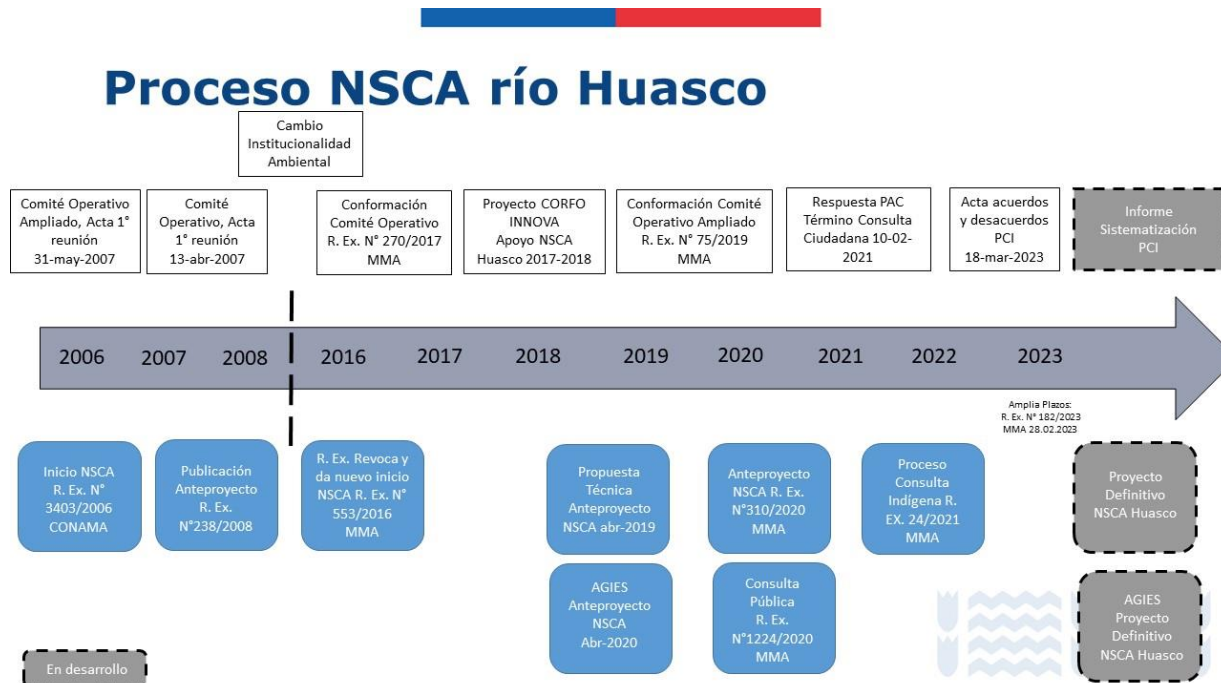 Proceso NSCA río Huasco
Cambio
Institucionalidad
Ambiental
Comité Operativo
Ampliado, Acta 1°
reunión
31-may-2007
Comité
Operativo, Acta
1° reunión
13-abr-2007
Conformación
Comité Operativo
R. Ex. N° 270/2017
MMA
Proyecto CORFO
INNOVA
Apoyo NSCA
Huasco 2017-2018
Conformación Comité
Operativo Ampliado
R. Ex. N° 75/2019
MMA
Respuesta PAC
Término Consulta
Ciudadana 10-02-
2021
Acta acuerdos
y desacuerdos
PCI
18-mar-2023
Informe
Sistematización
PCI
2006 2007 2008 2016 2017 2018 2019 2020 2021 2022 2023
Amplia Plazos:
R. Ex. N° 182/2023
MMA 28.02.2023
Inicio NSCA
R. Ex. N°
3403/2006
CONAMA
Publicación
Anteproyecto
R. Ex.
N°238/2008
R. Ex. Revoca y
da nuevo inicio
NSCA R. Ex. N°
553/2016
MMA
Propuesta
Técnica
Anteproyecto
NSCA abr-2019
Anteproyecto
NSCA R. Ex.
N°310/2020
MMA
Proceso
Consulta
Indígena R.
EX. 24/2021
MMA
Proyecto
Definitivo
NSCA Huasco
AGIES
Anteproyecto
NSCA
Abr-2020
Consulta
Pública
R. Ex.
N°1224/2020
MMA
AGIES
Proyecto
Definitivo
NSCA Huasco
En desarrollo